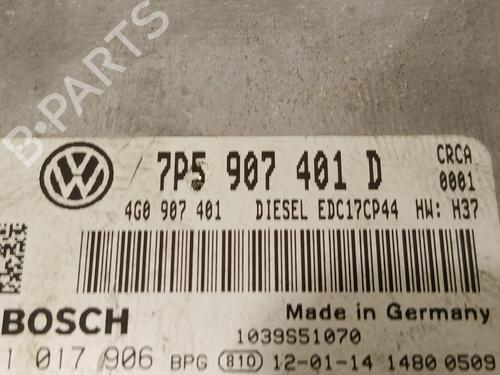 B-PARTS
7P5 907 401 D
CRCA
0001
4G0 907 401 DIESEL EDC17CP44 HW: H37
BOSCH
Made in Germany
1039S51070
1 017 906 BPG 810 12-01-14 1480 0509